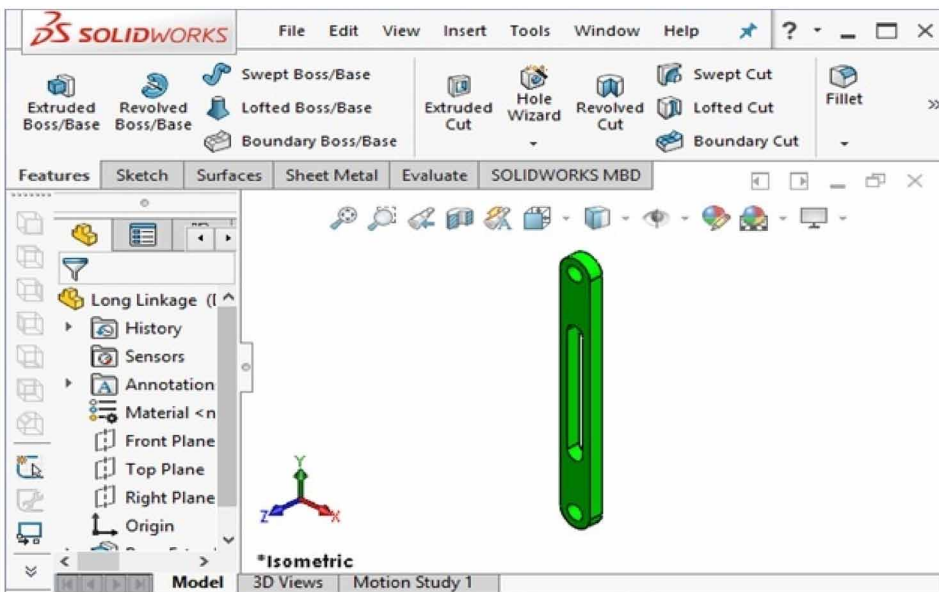 SOLIDWORKS File Edit View Insert Tools Window Help ?
Extruded Boss/Base
Revolved Boss/Base
Swept Boss/Base
Lofted Boss/Base
Boundary Boss/Base
Extruded Cut
Hole Wizard
Revolved Cut
Swept Cut
Lofted Cut
Boundary Cut
Fillet
Features Sketch Surfaces Sheet Metal Evaluate SOLIDWORKS MBD
Long Linkage (
History
Sensors
Annotation
Material <n
Front Plane
Top Plane
Right Plane
Origin
Y
Z X
*Isometric
Model 3D Views Motion Study 1